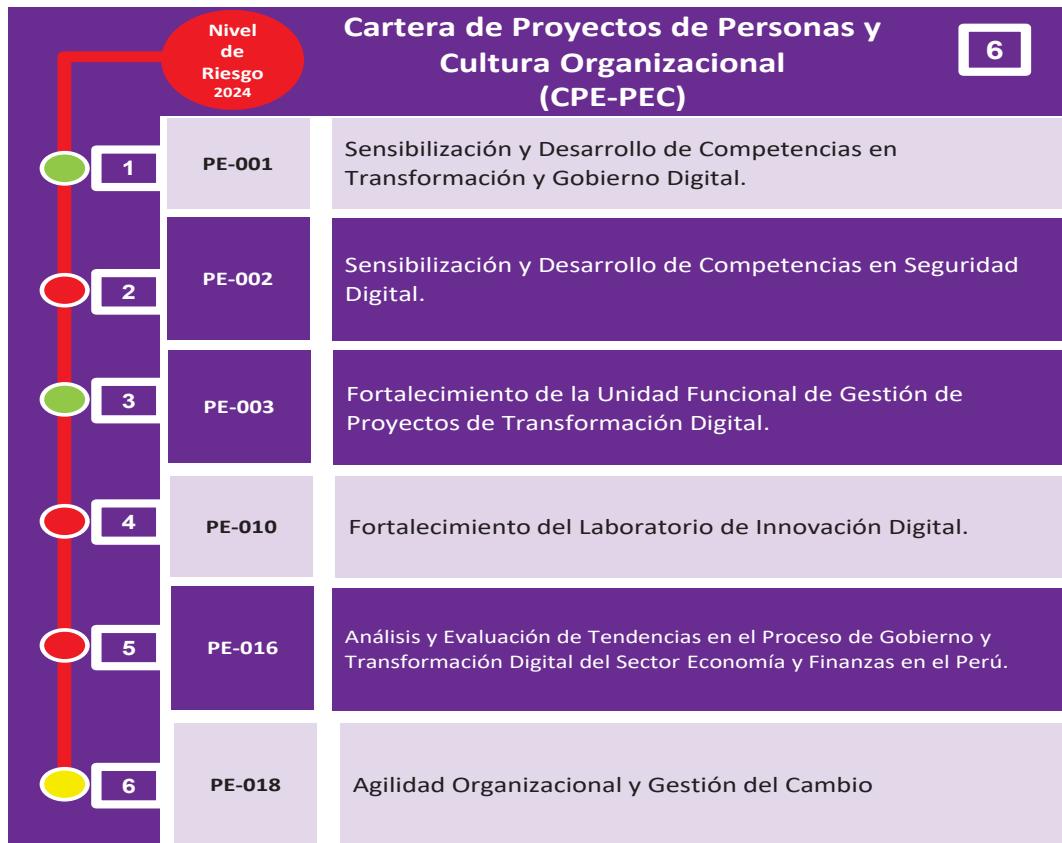 Nivel
de
Riesgo
2024
Cartera de Proyectos de Personas y
Cultura Organizacional
(CPE-PEC)
6
1
PE-001
Sensibilización y Desarrollo de Competencias en
Transformación y Gobierno Digital.
2
PE-002
Sensibilización y Desarrollo de Competencias en Seguridad
Digital.
3
PE-003
Fortalecimiento de la Unidad Funcional de Gestión de
Proyectos de Transformación Digital.
4
PE-010
Fortalecimiento del Laboratorio de Innovación Digital.
5
PE-016
Análisis y Evaluación de Tendencias en el Proceso de Gobierno y
Transformación Digital del Sector Economía y Finanzas en el Perú.
6
PE-018
Agilidad Organizacional y Gestión del Cambio